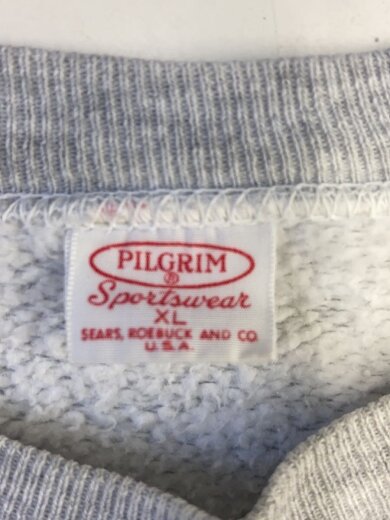 PILGRIM
®
Sportswear
XL
SEARS, ROEBUCK AND CO.
U.S.A.